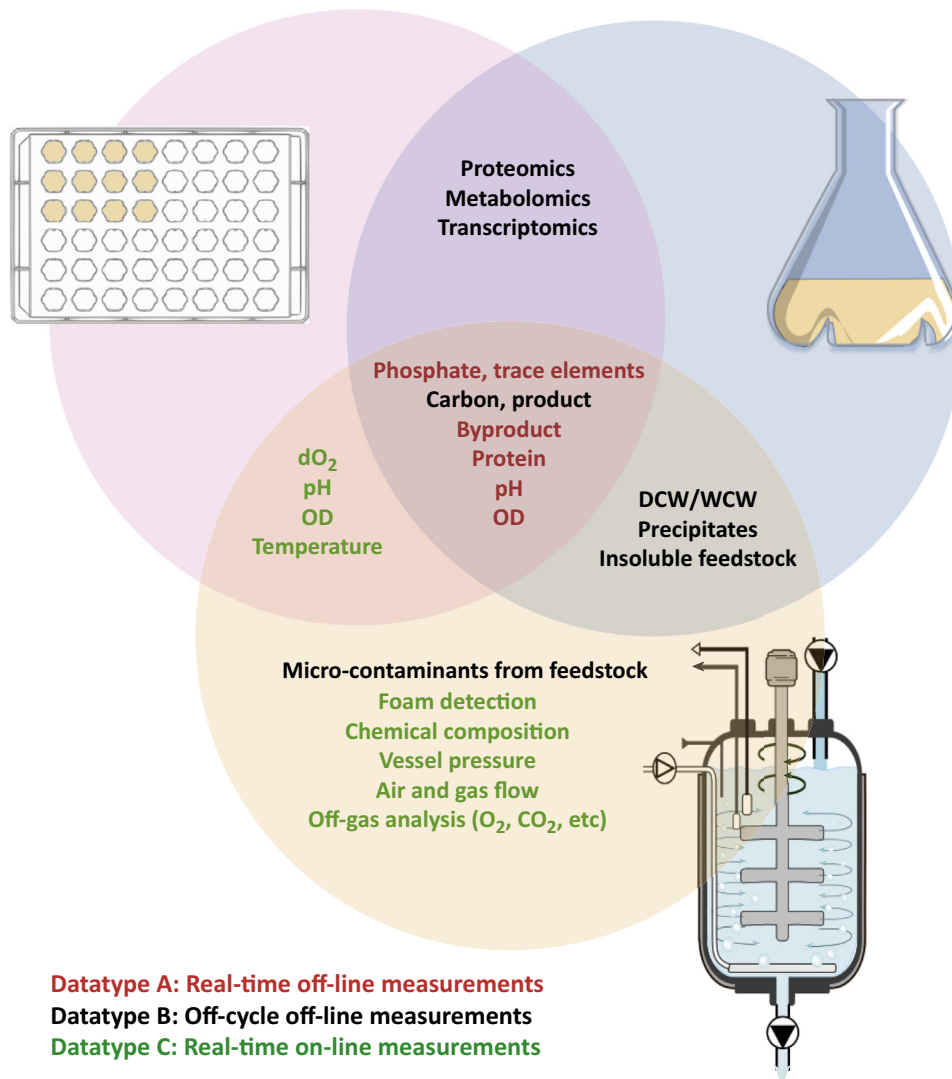 Proteomics
Metabolomics
Transcriptomics
Phosphate, trace elements
Carbon, product
Byproduct
Protein
pH
OD
dO₂
pH
OD
Temperature
DCW/WCW
Precipitates
Insoluble feedstock
Micro-contaminants from feedstock
Foam detection
Chemical composition
Vessel pressure
Air and gas flow
Off-gas analysis (O₂, CO₂, etc)
Datatype A: Real-time off-line measurements
Datatype B: Off-cycle off-line measurements
Datatype C: Real-time on-line measurements